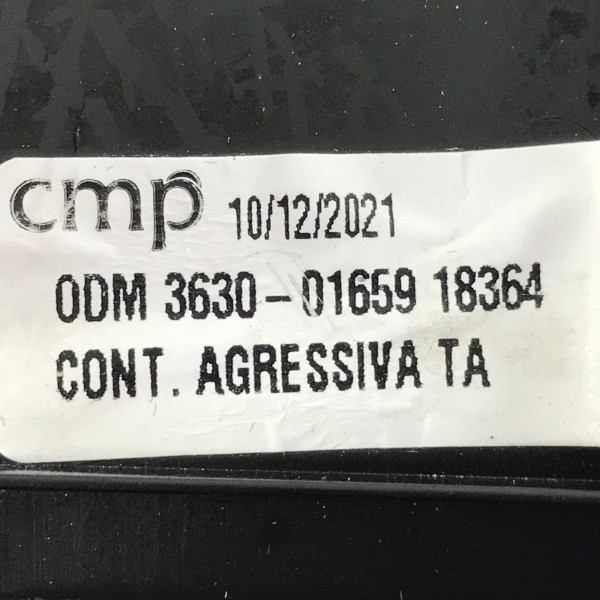 cmp 10/12/2021
ODM 3630-01659 18364
CONT. AGRESSIVA TA